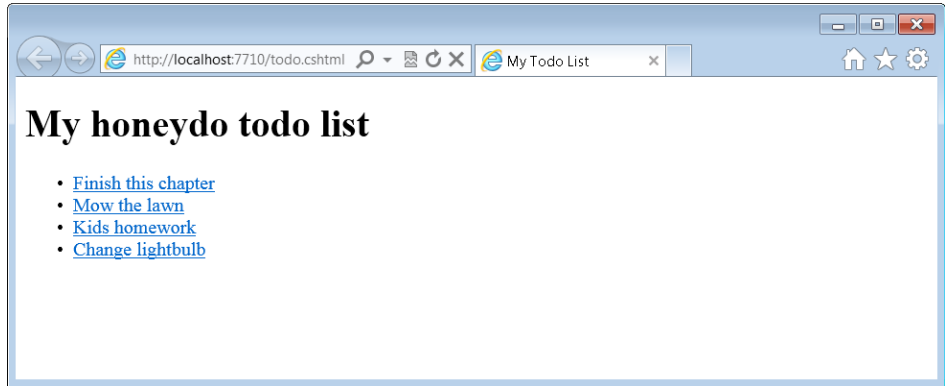 http://localhost:7710/todo.cshtml
My Todo List
My honeydo todo list
• Finish this chapter
• Mow the lawn
• Kids homework
• Change lightbulb